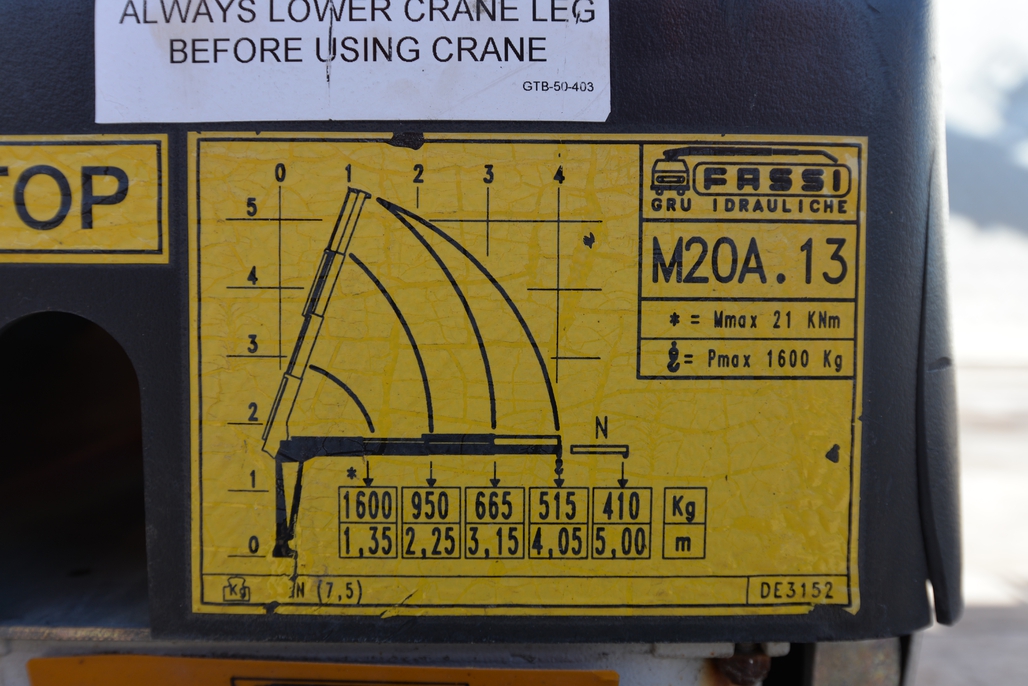 ALWAYS LOWER CRANE LEG
BEFORE USING CRANE
GTB-50-403
TOP
0 1 2 3 4
5
4
3
2
1
0
FASSI
GRU IDRAULICHE
M20A.13
* = Mmax 21 KNm
= Pmax 1600 Kg
N
*
1600 950 665 515 410 Kg
1,35 2,25 3,15 4,05 5,00 m
Kg N (7,5)
DE3152